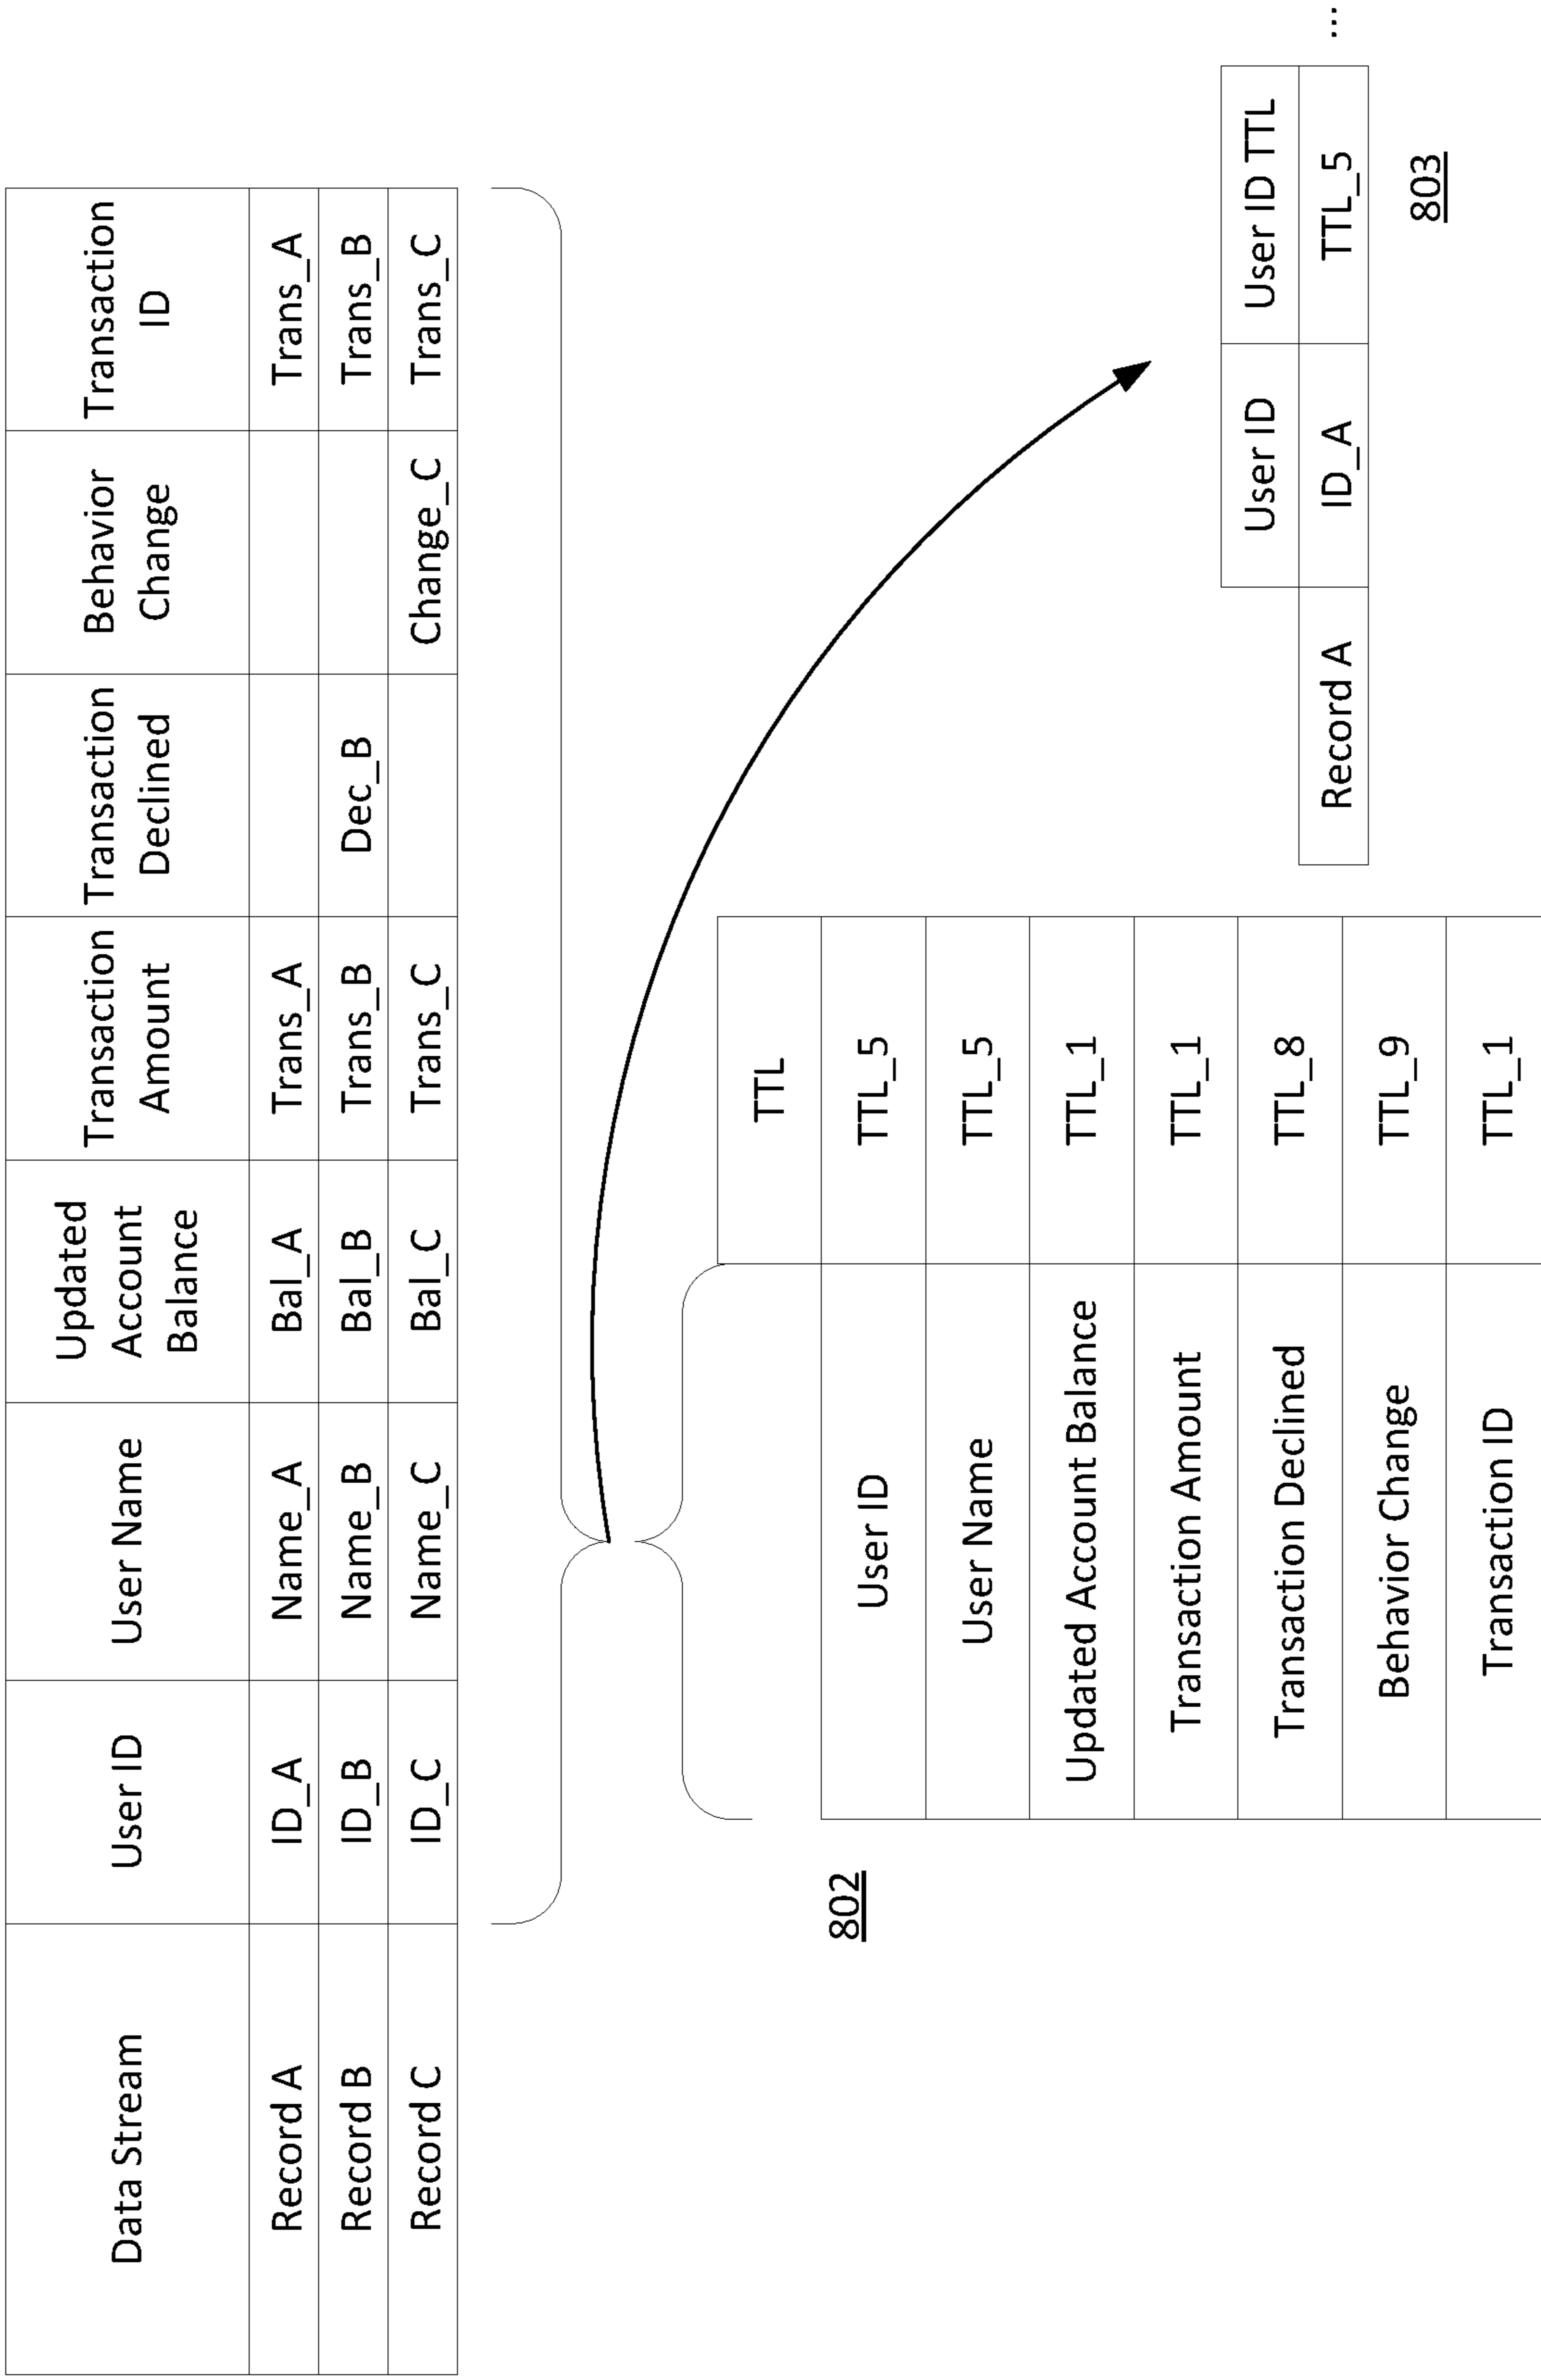 Data Stream User ID User Name Updated Account Balance Transaction Amount Transaction Declined Behavior Change Transaction ID
Record A ID_A Name_A Bal_A Trans_A Trans_A
Record B ID_B Name_B Bal_B Trans_B Dec_B Trans_B
Record C ID_C Name_C Bal_C Trans_C Change_C Trans_C
802
TTL
User ID TTL_5
User Name TTL_5
Updated Account Balance TTL_1
Transaction Amount TTL_1
Transaction Declined TTL_8
Behavior Change TTL_9
Transaction ID TTL_1
User ID User ID TTL
Record A ID_A TTL_5 ...
803